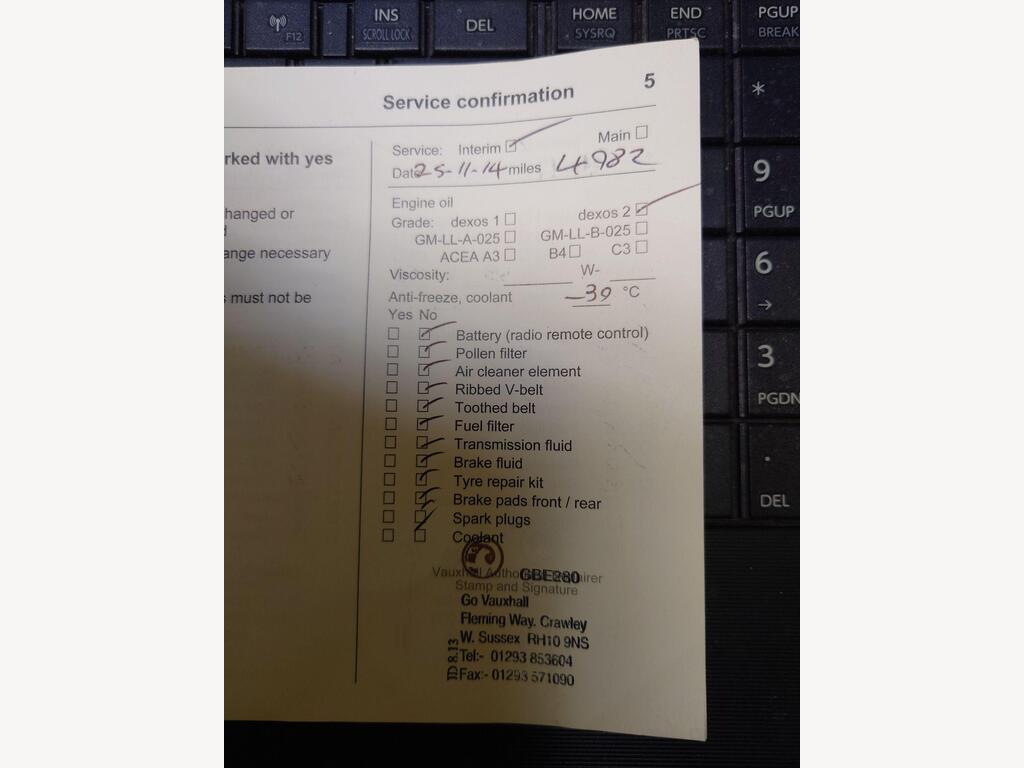 INS
SCROLL LOCK
F12
DEL
HOME
SYSRQ
END
PRTSC
PGUP
BREAK
*
9
PGUP
6
→
3
PGDN
.
DEL
5
Service confirmation
rked with yes
hanged or
ange necessary
must not be
Service: Interim Main
Date 25-11-14 miles 4982
Engine oil
Grade: dexos 1 dexos 2
GM-LL-A-025 GM-LL-B-025
ACEA A3 B4 C3
Viscosity: W-
Anti-freeze, coolant -39 °C
Yes No
Battery (radio remote control)
Pollen filter
Air cleaner element
Ribbed V-belt
Toothed belt
Fuel filter
Transmission fluid
Brake fluid
Tyre repair kit
Brake pads front / rear
Spark plugs
Coolant
Vauxhall GBE280
Stamp and Signature
Go Vauxhall
Fleming Way. Crawley
W. Sussex RH10 9NS
Tel:- 01293 853604
Fax:- 01293 571090
TD 8.13